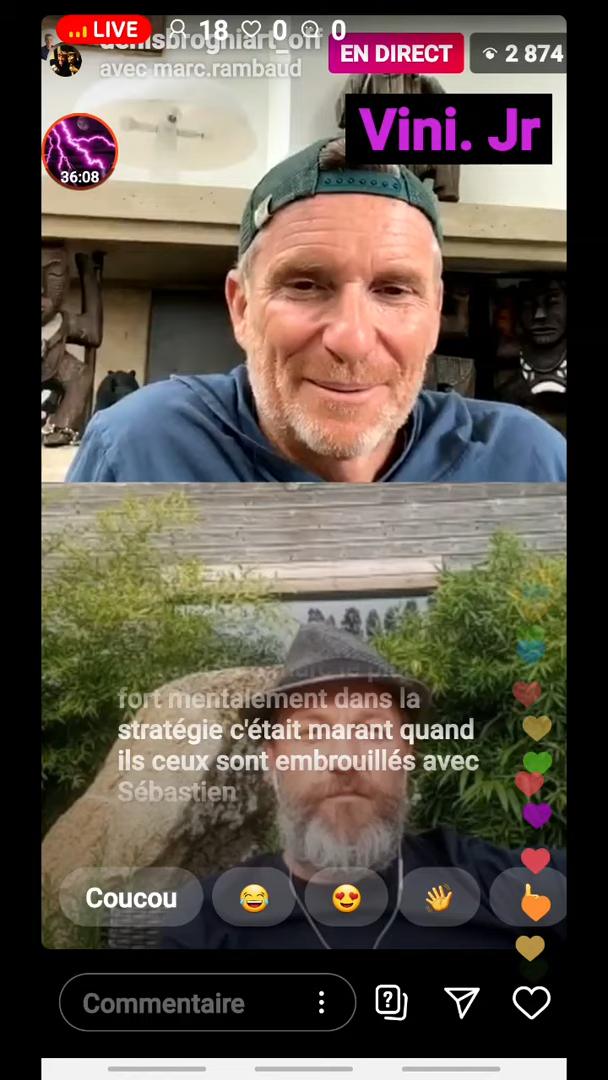 LIVE 18 0 0
denisbrogniart_off
avec marc.rambaud
EN DIRECT
2 874
Vini. Jr
36:08
fort mentalement dans la
stratégie c'était marant quand
ils ceux sont embrouillés avec
Sébastien
Coucou
Commentaire